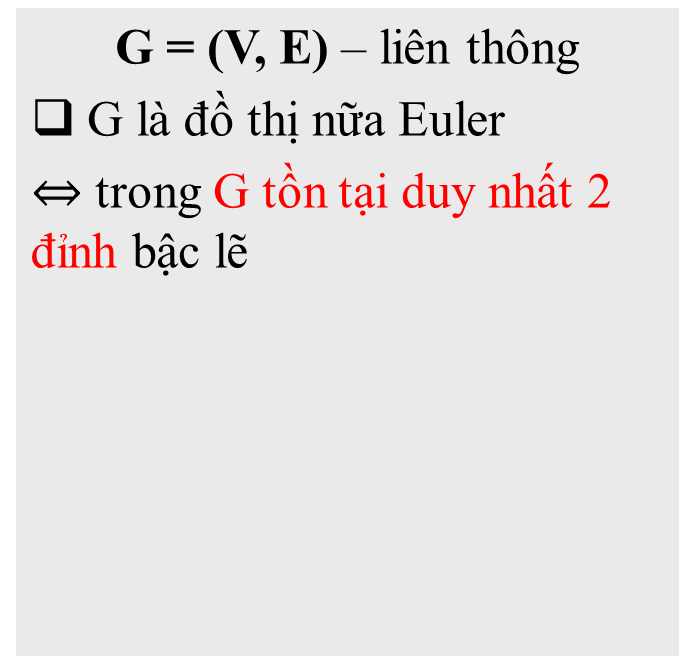 G = (V, E) – liên thông
❑ G là đồ thị nữa Euler
⇔ trong G tồn tại duy nhất 2
đỉnh bậc lẽ